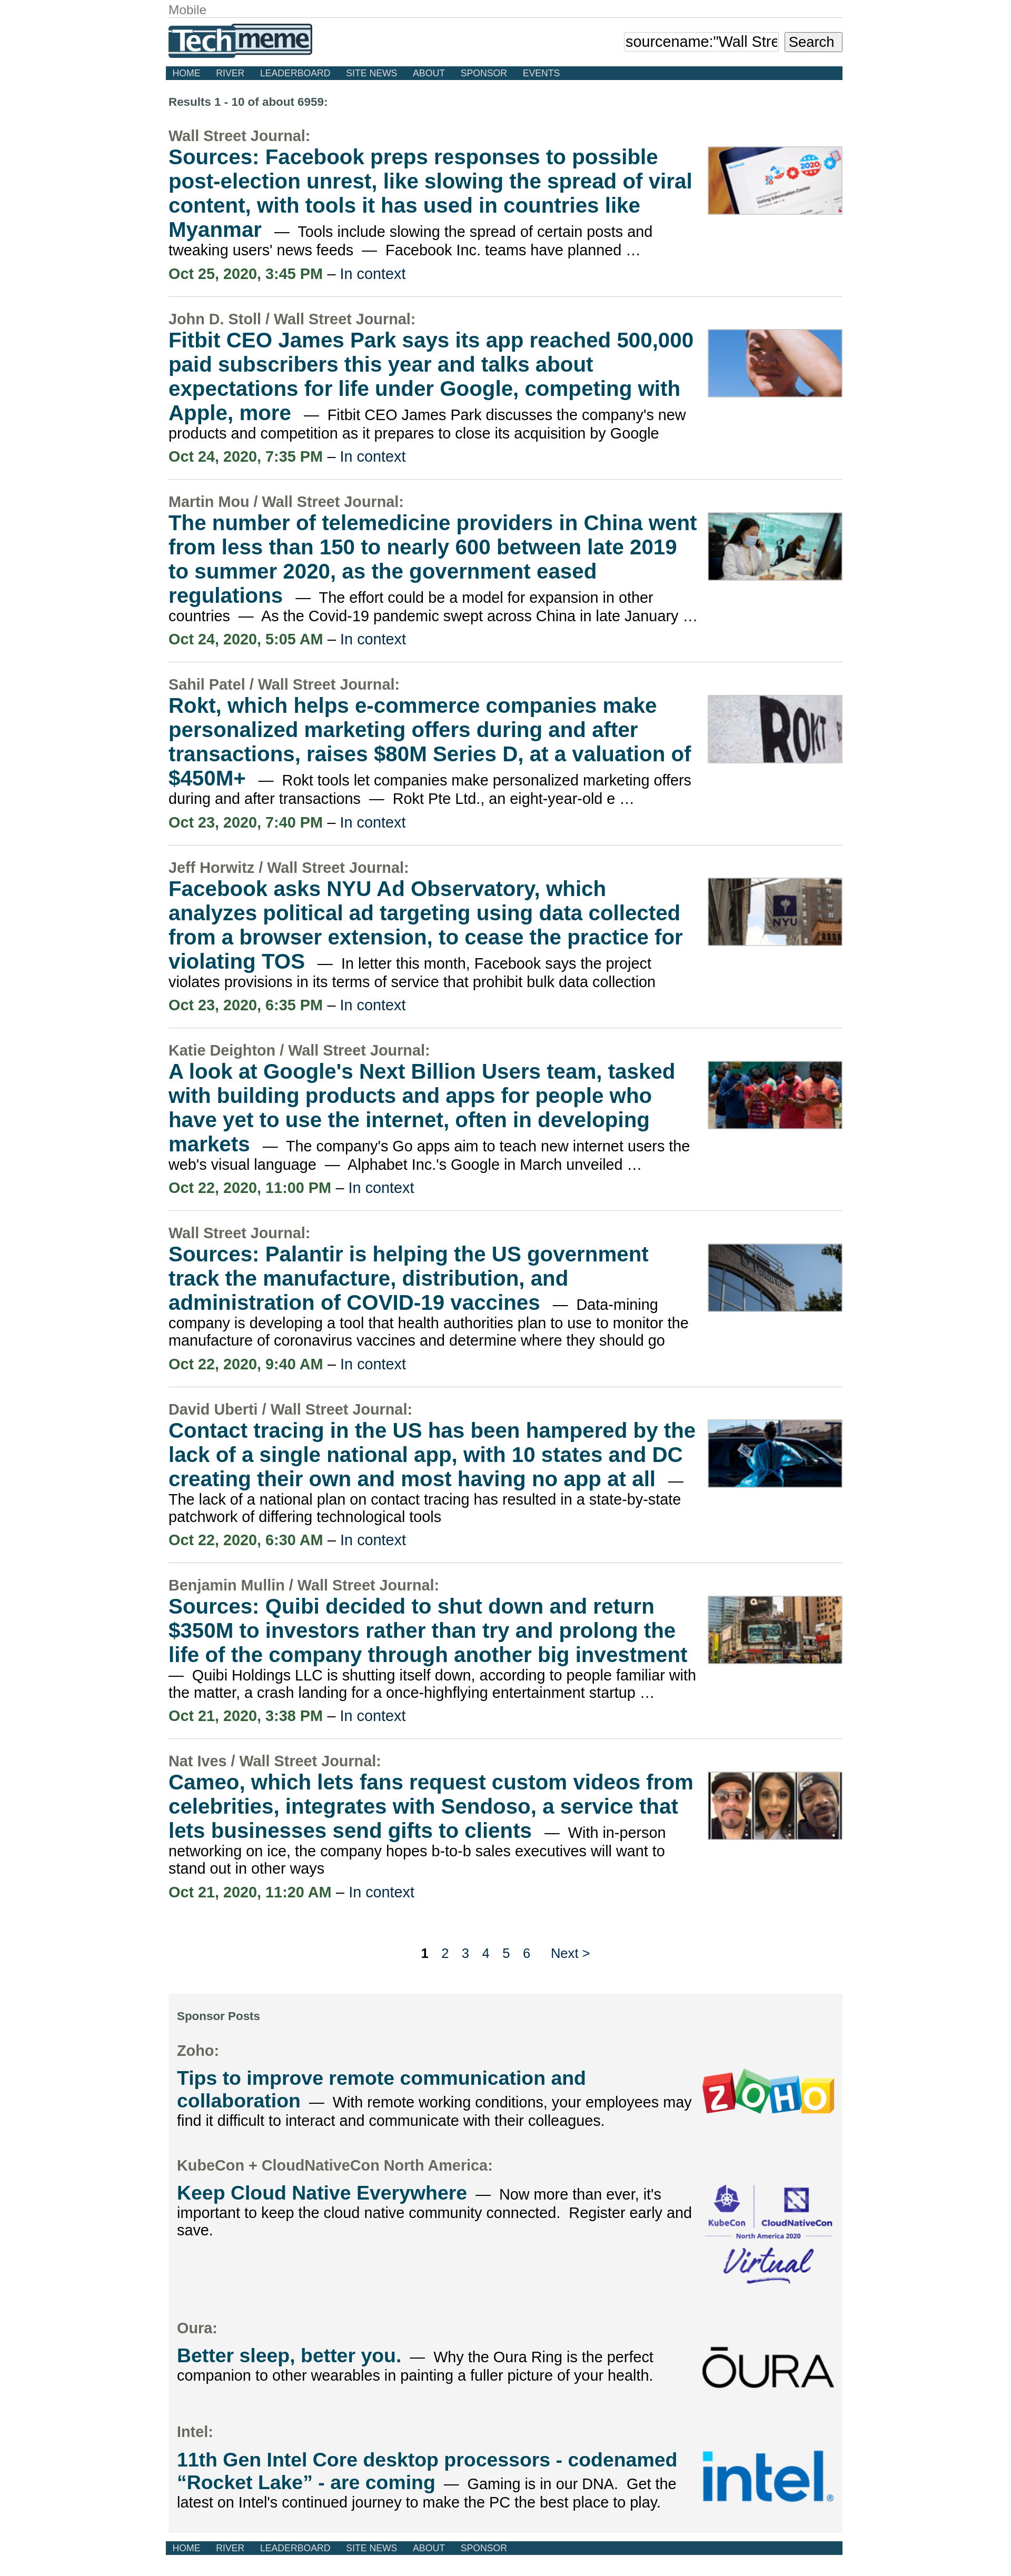 Mobile
Techmeme
sourcename:"Wall Stre
Search
HOME RIVER LEADERBOARD SITE NEWS ABOUT SPONSOR EVENTS
Results 1 - 10 of about 6959:
Wall Street Journal:
Sources: Facebook preps responses to possible
post-election unrest, like slowing the spread of viral
content, with tools it has used in countries like
Myanmar — Tools include slowing the spread of certain posts and
tweaking users' news feeds — Facebook Inc. teams have planned …
Oct 25, 2020, 3:45 PM – In context
John D. Stoll / Wall Street Journal:
Fitbit CEO James Park says its app reached 500,000
paid subscribers this year and talks about
expectations for life under Google, competing with
Apple, more — Fitbit CEO James Park discusses the company's new
products and competition as it prepares to close its acquisition by Google
Oct 24, 2020, 7:35 PM – In context
Martin Mou / Wall Street Journal:
The number of telemedicine providers in China went
from less than 150 to nearly 600 between late 2019
to summer 2020, as the government eased
regulations — The effort could be a model for expansion in other
countries — As the Covid-19 pandemic swept across China in late January …
Oct 24, 2020, 5:05 AM – In context
Sahil Patel / Wall Street Journal:
Rokt, which helps e-commerce companies make
personalized marketing offers during and after
transactions, raises $80M Series D, at a valuation of
$450M+ — Rokt tools let companies make personalized marketing offers
during and after transactions — Rokt Pte Ltd., an eight-year-old e …
ROKT
Oct 23, 2020, 7:40 PM – In context
Jeff Horwitz / Wall Street Journal:
Facebook asks NYU Ad Observatory, which
analyzes political ad targeting using data collected
from a browser extension, to cease the practice for
violating TOS — In letter this month, Facebook says the project
violates provisions in its terms of service that prohibit bulk data collection
NYU
Oct 23, 2020, 6:35 PM – In context
Katie Deighton / Wall Street Journal:
A look at Google's Next Billion Users team, tasked
with building products and apps for people who
have yet to use the internet, often in developing
markets — The company's Go apps aim to teach new internet users the
web's visual language — Alphabet Inc.'s Google in March unveiled …
Oct 22, 2020, 11:00 PM – In context
Wall Street Journal:
Sources: Palantir is helping the US government
track the manufacture, distribution, and
administration of COVID-19 vaccines — Data-mining
company is developing a tool that health authorities plan to use to monitor the
manufacture of coronavirus vaccines and determine where they should go
Oct 22, 2020, 9:40 AM – In context
David Uberti / Wall Street Journal:
Contact tracing in the US has been hampered by the
lack of a single national app, with 10 states and DC
creating their own and most having no app at all —
The lack of a national plan on contact tracing has resulted in a state-by-state
patchwork of differing technological tools
Oct 22, 2020, 6:30 AM – In context
Benjamin Mullin / Wall Street Journal:
Sources: Quibi decided to shut down and return
$350M to investors rather than try and prolong the
life of the company through another big investment
— Quibi Holdings LLC is shutting itself down, according to people familiar with
the matter, a crash landing for a once-highflying entertainment startup …
Oct 21, 2020, 3:38 PM – In context
Nat Ives / Wall Street Journal:
Cameo, which lets fans request custom videos from
celebrities, integrates with Sendoso, a service that
lets businesses send gifts to clients — With in-person
networking on ice, the company hopes b-to-b sales executives will want to
stand out in other ways
Oct 21, 2020, 11:20 AM – In context
1 2 3 4 5 6 Next >
Sponsor Posts
Zoho:
Tips to improve remote communication and
collaboration — With remote working conditions, your employees may
find it difficult to interact and communicate with their colleagues.
ZOHO
KubeCon + CloudNativeCon North America:
Keep Cloud Native Everywhere — Now more than ever, it's
important to keep the cloud native community connected. Register early and
save.
KubeCon CloudNativeCon
North America 2020
Virtual
Oura:
Better sleep, better you. — Why the Oura Ring is the perfect
companion to other wearables in painting a fuller picture of your health.
ŌURA
Intel:
11th Gen Intel Core desktop processors - codenamed
“Rocket Lake” - are coming — Gaming is in our DNA. Get the
latest on Intel's continued journey to make the PC the best place to play.
intel®
HOME RIVER LEADERBOARD SITE NEWS ABOUT SPONSOR